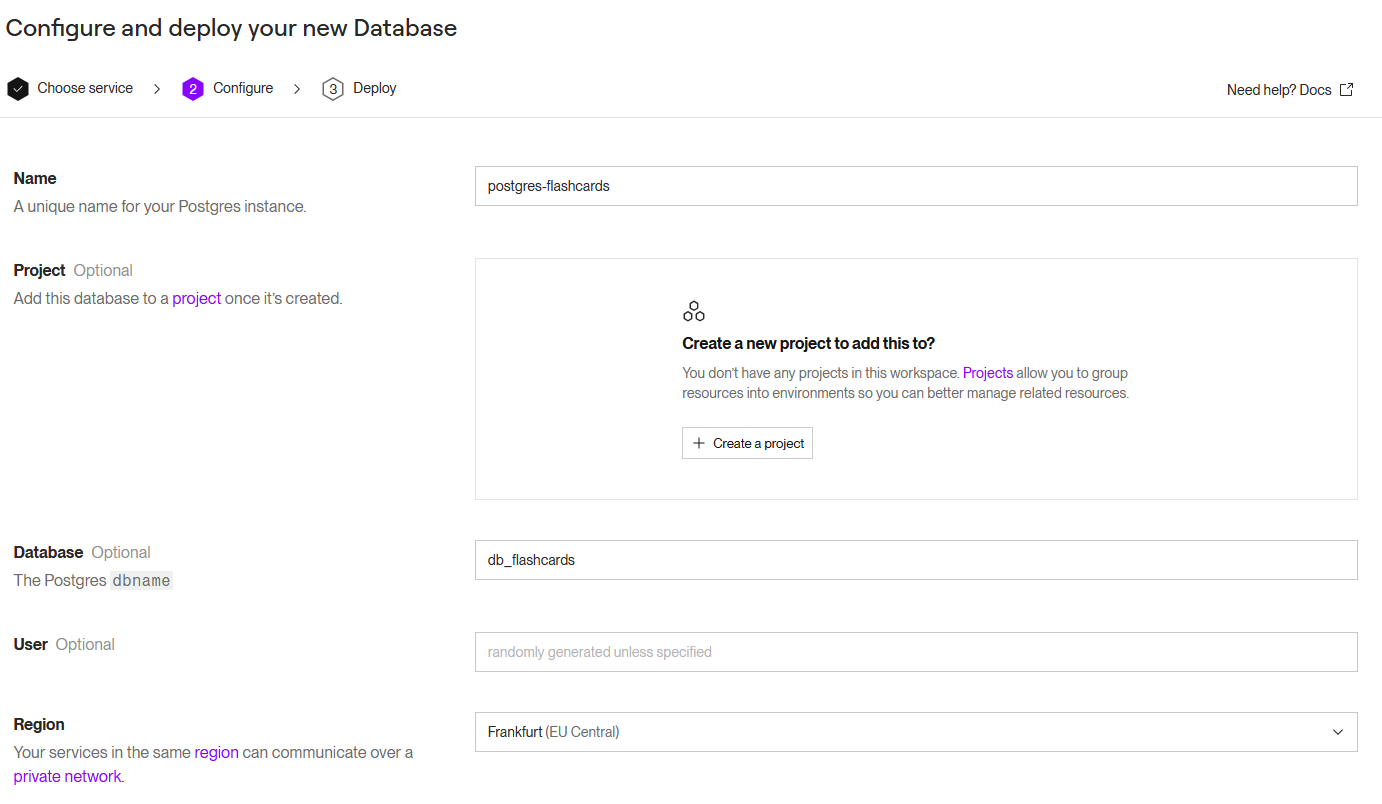 Configure and deploy your new Database
Choose service
2 Configure
3 Deploy
Need help? Docs
Name
A unique name for your Postgres instance.
postgres-flashcards
Project Optional
Add this database to a project once it's created.
Create a new project to add this to?
You don't have any projects in this workspace. Projects allow you to group
resources into environments so you can better manage related resources.
Create a project
Database Optional
The Postgres dbname
db_flashcards
User Optional
randomly generated unless specified
Region
Your services in the same region can communicate over a
private network.
Frankfurt (EU Central)